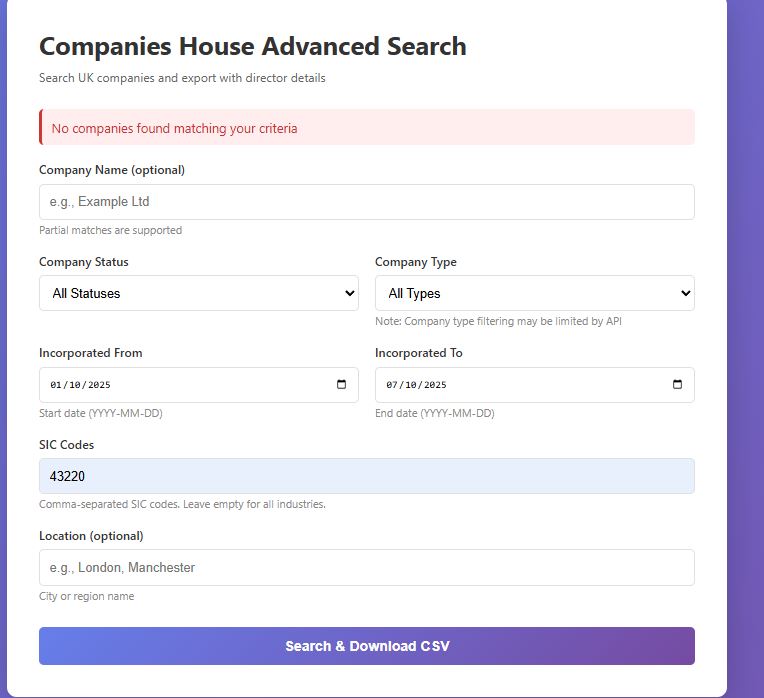 Companies House Advanced Search
Search UK companies and export with director details
No companies found matching your criteria
Company Name (optional)
e.g., Example Ltd
Partial matches are supported
Company Status
Company Type
All Statuses
All Types
Note: Company type filtering may be limited by API
Incorporated From
Incorporated To
01/10/2025
07/10/2025
Start date (YYYY-MM-DD)
End date (YYYY-MM-DD)
SIC Codes
43220
Comma-separated SIC codes. Leave empty for all industries.
Location (optional)
e.g., London, Manchester
City or region name
Search & Download CSV